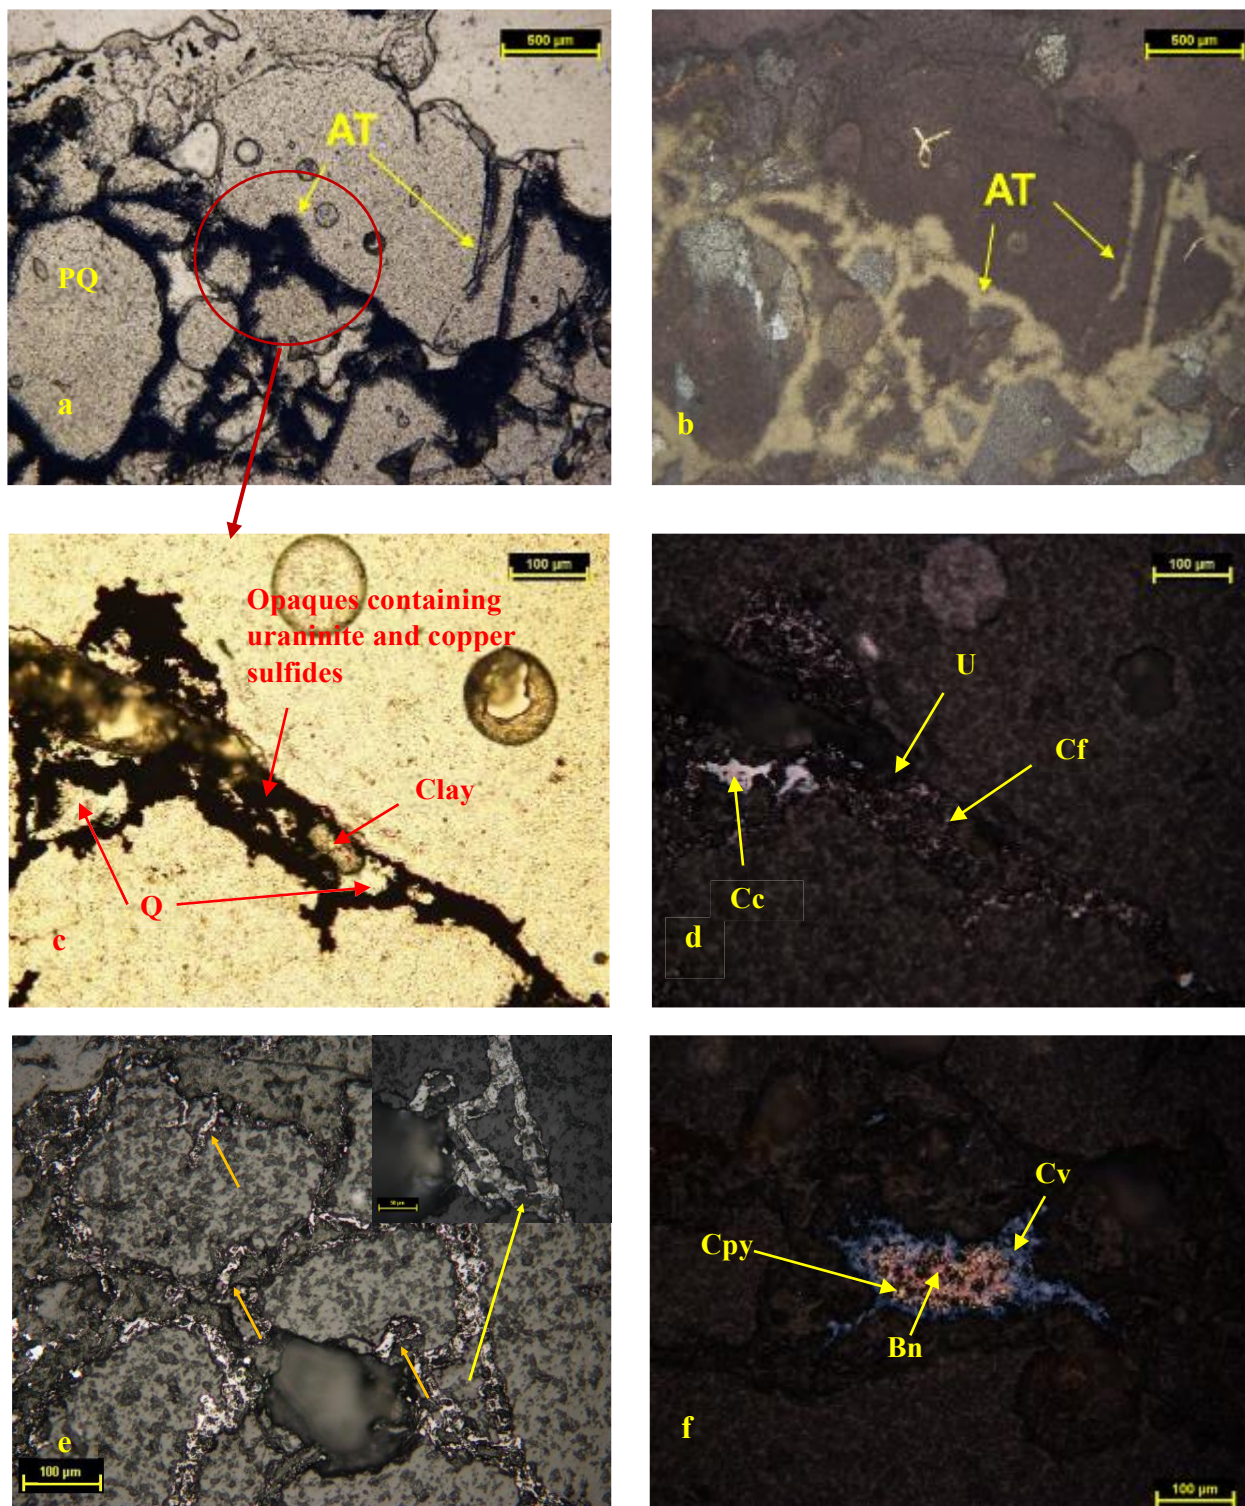 500 µm
AT
PQ
a
500 µm
AT
b
100 µm
Opaques containing
uraninite and copper
sulfides
Clay
Q
c
100 µm
U
Cf
Cc
d
e
100 µm
Cv
Cpy
Bn
f
100 µm